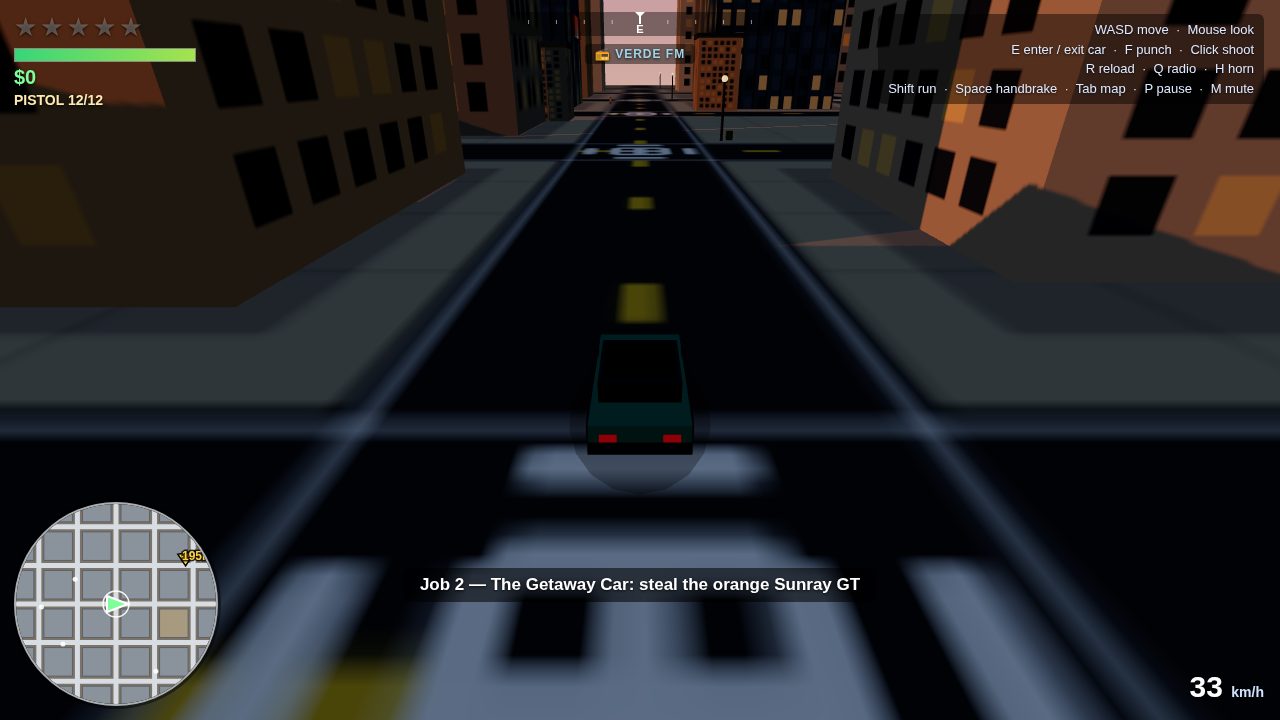 $0
PISTOL 12/12
E
VERDE FM
WASD move · Mouse look
E enter / exit car · F punch · Click shoot
R reload · Q radio · H horn
Shift run · Space handbrake · Tab map · P pause · M mute
195
Job 2 — The Getaway Car: steal the orange Sunray GT
33 km/h